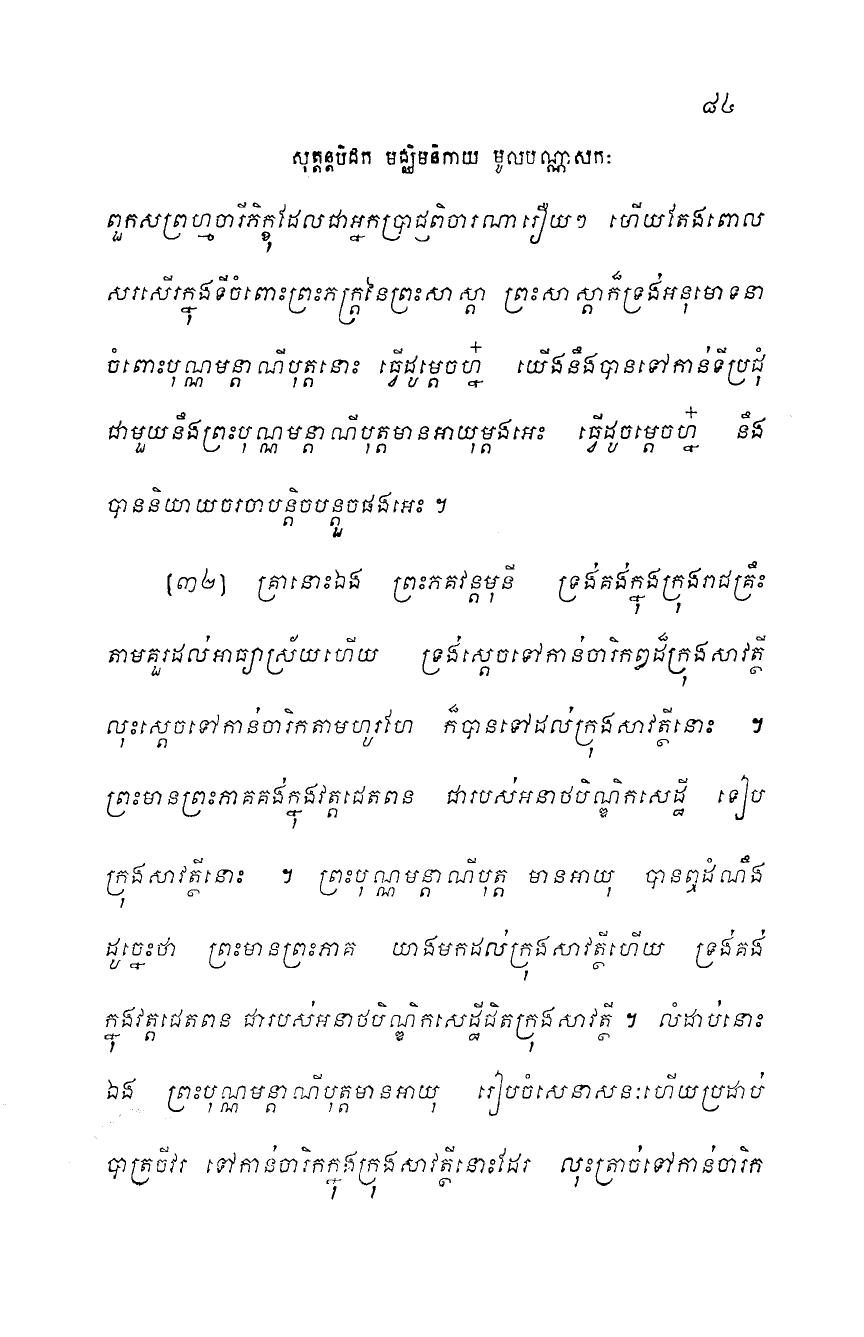 ៨៤
សុត្តន្តបិដក មជ្ឈិមនិកាយ មូលបណ្ណាសកៈ
ពួកសព្រហ្មចារីភិក្ខុដែលជាអ្នកប្រាជ្ញពិចារណារឿយៗ ហើយតែងពោល
សរសើរក្នុងទីចំពោះព្រះភក្ត្រនៃព្រះសាស្តា ព្រះសាស្តាក៏ទ្រង់អនុមោទនា
ចំពោះបុណ្ណមន្តាណីបុត្តនោះ ធ្វើដូម្តេចហ្ន៎ យើងនឹងបានទៅកាន់ទីប្រជុំ
ជាមួយនឹងព្រះបុណ្ណមន្តាណីបុត្តមានអាយុម្តងអេះ ធ្វើដូចម្តេចហ្ន៎ នឹង
បាននិយាយចរចាបន្តិចបន្តួចផងអេះ ។
[៣៤] គ្រានោះឯង ព្រះភគវន្តមុនី ទ្រង់គង់ក្នុងក្រុងរាជគ្រឹះ
តាមគួរដល់អាធ្យាស្រ័យហើយ ទ្រង់ស្តេចទៅកាន់ចារិកឰដ៏ក្រុងសាវត្ថី
លុះស្តេចទៅកាន់ចារិកតាមហូរហែ ក៏បានទៅដល់ក្រុងសាវត្ថីនោះ ។
ព្រះមានព្រះភាគគង់ក្នុងវត្តជេតពន ជារបស់អនាថបិណ្ឌិកសេដ្ឋី ទៀប
ក្រុងសាវត្ថីនោះ ។ ព្រះបុណ្ណមន្តាណីបុត្ត មានអាយុ បានឮដំណឹង
ដូច្នេះថា ព្រះមានព្រះភាគ យាងមកដល់ក្រុងសាវត្ថីហើយ ទ្រង់គង់
ក្នុងវត្តជេតពន ជារបស់អនាថបិណ្ឌិកសេដ្ឋីជិតក្រុងសាវត្ថី ។ លំដាប់នោះ
ឯង ព្រះបុណ្ណមន្តាណីបុត្តមានអាយុ រៀបចំសេនាសនៈហើយប្រដាប់
បាត្រចីវរ ទៅកាន់ចារិកក្នុងក្រុងសាវត្ថីនោះដែរ លុះត្រាច់ទៅកាន់ចារិក